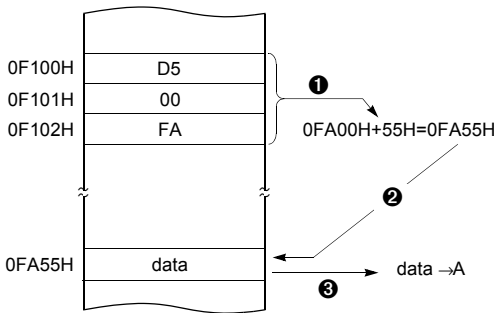 0F100H D5
❶
0F101H 00
0F102H FA 0FA00H+55H=0FA55H
❷
0FA55H data data →A
❸